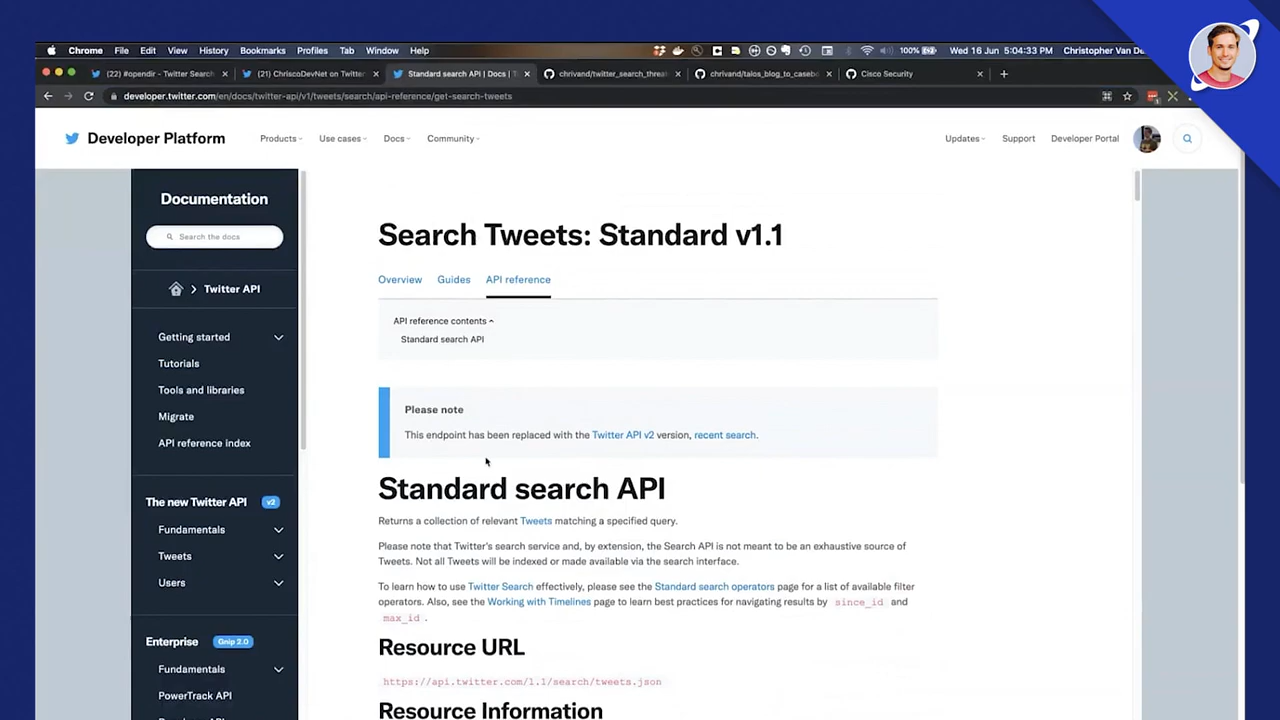 Chrome File Edit View History Bookmarks Profiles Tab Window Help 100% Wed 16 Jun 5:04:33 PM Christopher Van De
(22) #opendir - Twitter Search
(21) ChriscoDevNet on Twitter
Standard search API | Docs | T
chrivand/twitter_search_threa
chrivand/talos_blog_to_casebo
Cisco Security
developer.twitter.com/en/docs/twitter-api/v1/tweets/search/api-reference/get-search-tweets
Developer Platform Products Use cases Docs Community Updates Support Developer Portal
Documentation
Search the docs
Twitter API
Getting started
Tutorials
Tools and libraries
Migrate
API reference index
The new Twitter API v2
Fundamentals
Tweets
Users
Enterprise Gnip 2.0
Fundamentals
PowerTrack API
Search Tweets: Standard v1.1
Overview Guides API reference
API reference contents
Standard search API
Please note
This endpoint has been replaced with the Twitter API v2 version, recent search.
Standard search API
Returns a collection of relevant Tweets matching a specified query.
Please note that Twitter's search service and, by extension, the Search API is not meant to be an exhaustive source of
Tweets. Not all Tweets will be indexed or made available via the search interface.
To learn how to use Twitter Search effectively, please see the Standard search operators page for a list of available filter
operators. Also, see the Working with Timelines page to learn best practices for navigating results by since_id and
max_id .
Resource URL
https://api.twitter.com/1.1/search/tweets.json
Resource Information